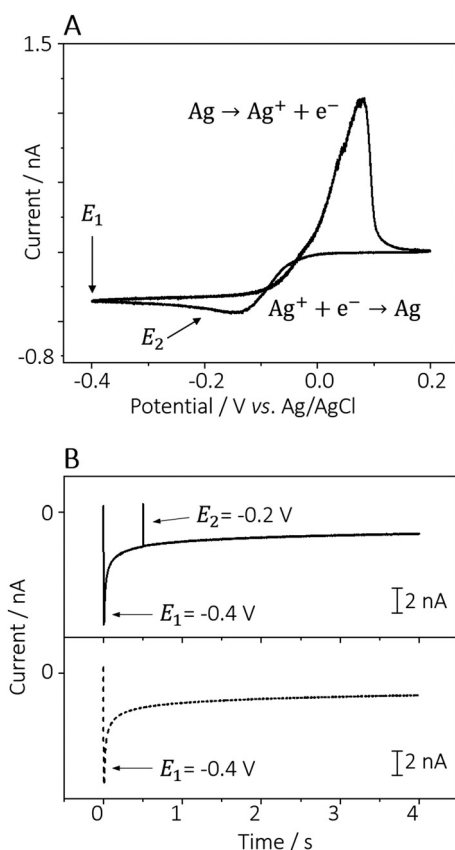 A
1.5
Ag → Ag⁺ + e⁻
Current / nA
E₁
Ag⁺ + e⁻ → Ag
E₂
-0.8
-0.4 -0.2 0.0 0.2
Potential / V vs. Ag/AgCl
B
0
E₂= -0.2 V
2 nA
E₁= -0.4 V
Current / nA
0
2 nA
E₁= -0.4 V
0 1 2 3 4
Time / s